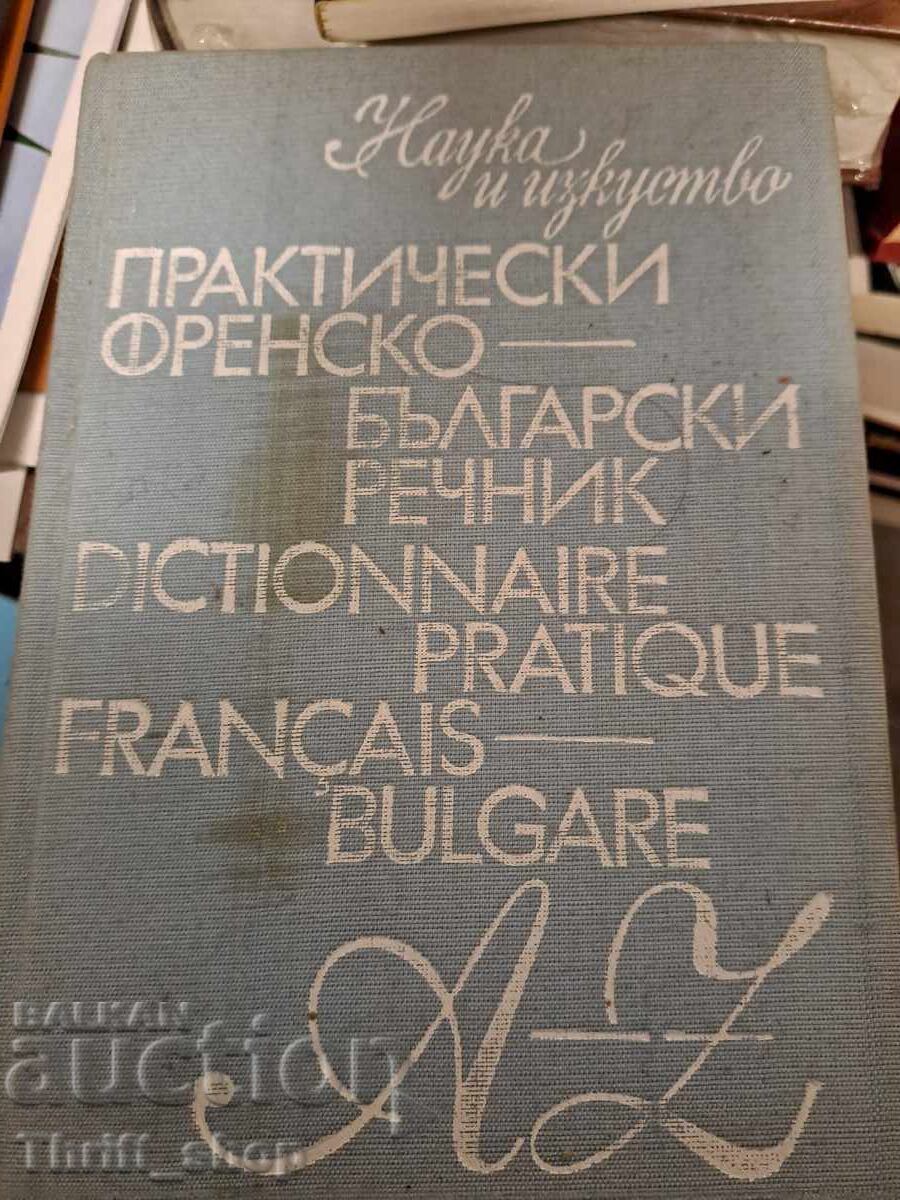 Наука
и изкуство
ПРАКТИЧЕСКИ
ФРЕНСКО—
БЪЛГАРСКИ
РЕЧНИК
DICTIONNAIRE
PRATIQUE
FRANÇAIS—
BULGARE
A-Z
BALKAN
auction
Thrift_shop